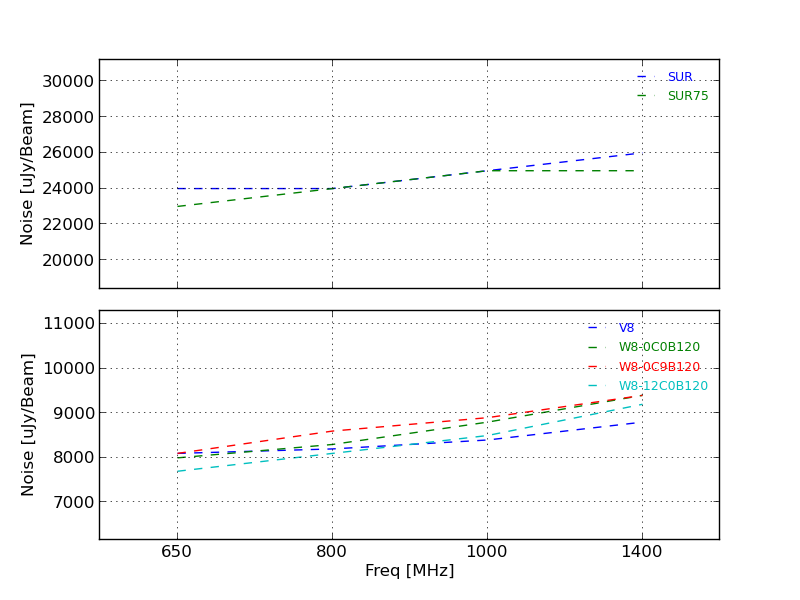 30000
28000
26000
24000
22000
20000
Noise [uJy/Beam]
SUR
SUR75
11000
10000
9000
8000
7000
Noise [uJy/Beam]
V8
W8-0C0B120
W8-0C9B120
W8-12C0B120
650 800 1000 1400
Freq [MHz]